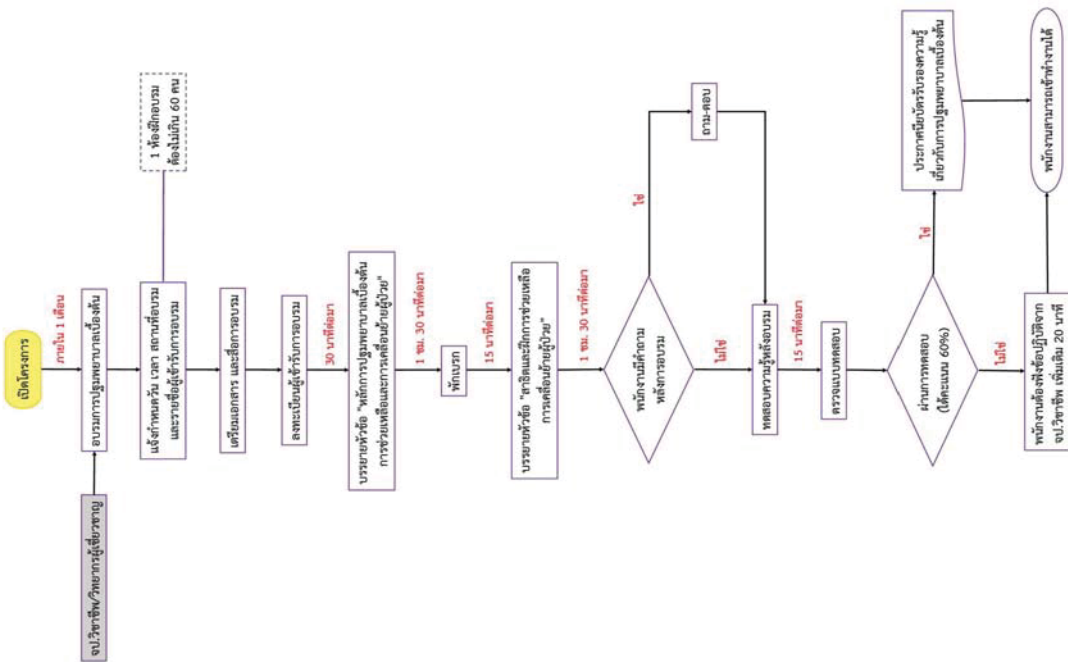 เปิดโครงการ
ภายใน 1 เดือน
จป.วิชาชีพ/วิทยากรผู้เชี่ยวชาญ
อบรมการปฐมพยาบาลเบื้องต้น
แจ้งกำหนดวัน เวลา สถานที่อบรม
และรายชื่อผู้เข้ารับการอบรม
1 ห้องฝึกอบรม
ต้องไม่เกิน 60 คน
เตรียมเอกสาร และสื่อการอบรม
ลงทะเบียนผู้เข้ารับการอบรม
30 นาทีต่อมา
บรรยายหัวข้อ "หลักการปฐมพยาบาลเบื้องต้น
การช่วยเหลือและการเคลื่อนย้ายผู้ป่วย"
1 ชม. 30 นาทีต่อมา
พักเบรก
15 นาทีต่อมา
บรรยายหัวข้อ "สาธิตและฝึกการช่วยเหลือ
การเคลื่อนย้ายผู้ป่วย"
1 ชม. 30 นาทีต่อมา
พนักงานมีคำถาม
หลังการอบรม
ใช่
ถาม-ตอบ
ไม่ใช่
ทดสอบความรู้หลังอบรม
15 นาทีต่อมา
ตรวจแบบทดสอบ
ผ่านการทดสอบ
(ได้คะแนน 60%)
ใช่
ประกาศนียบัตรรับรองความรู้
เกี่ยวกับการปฐมพยาบาลเบื้องต้น
ไม่ใช่
พนักงานต้องฟังข้อปฏิบัติจาก
จป.วิชาชีพ เพิ่มเติม 20 นาที
พนักงานสามารถเข้าทำงานได้